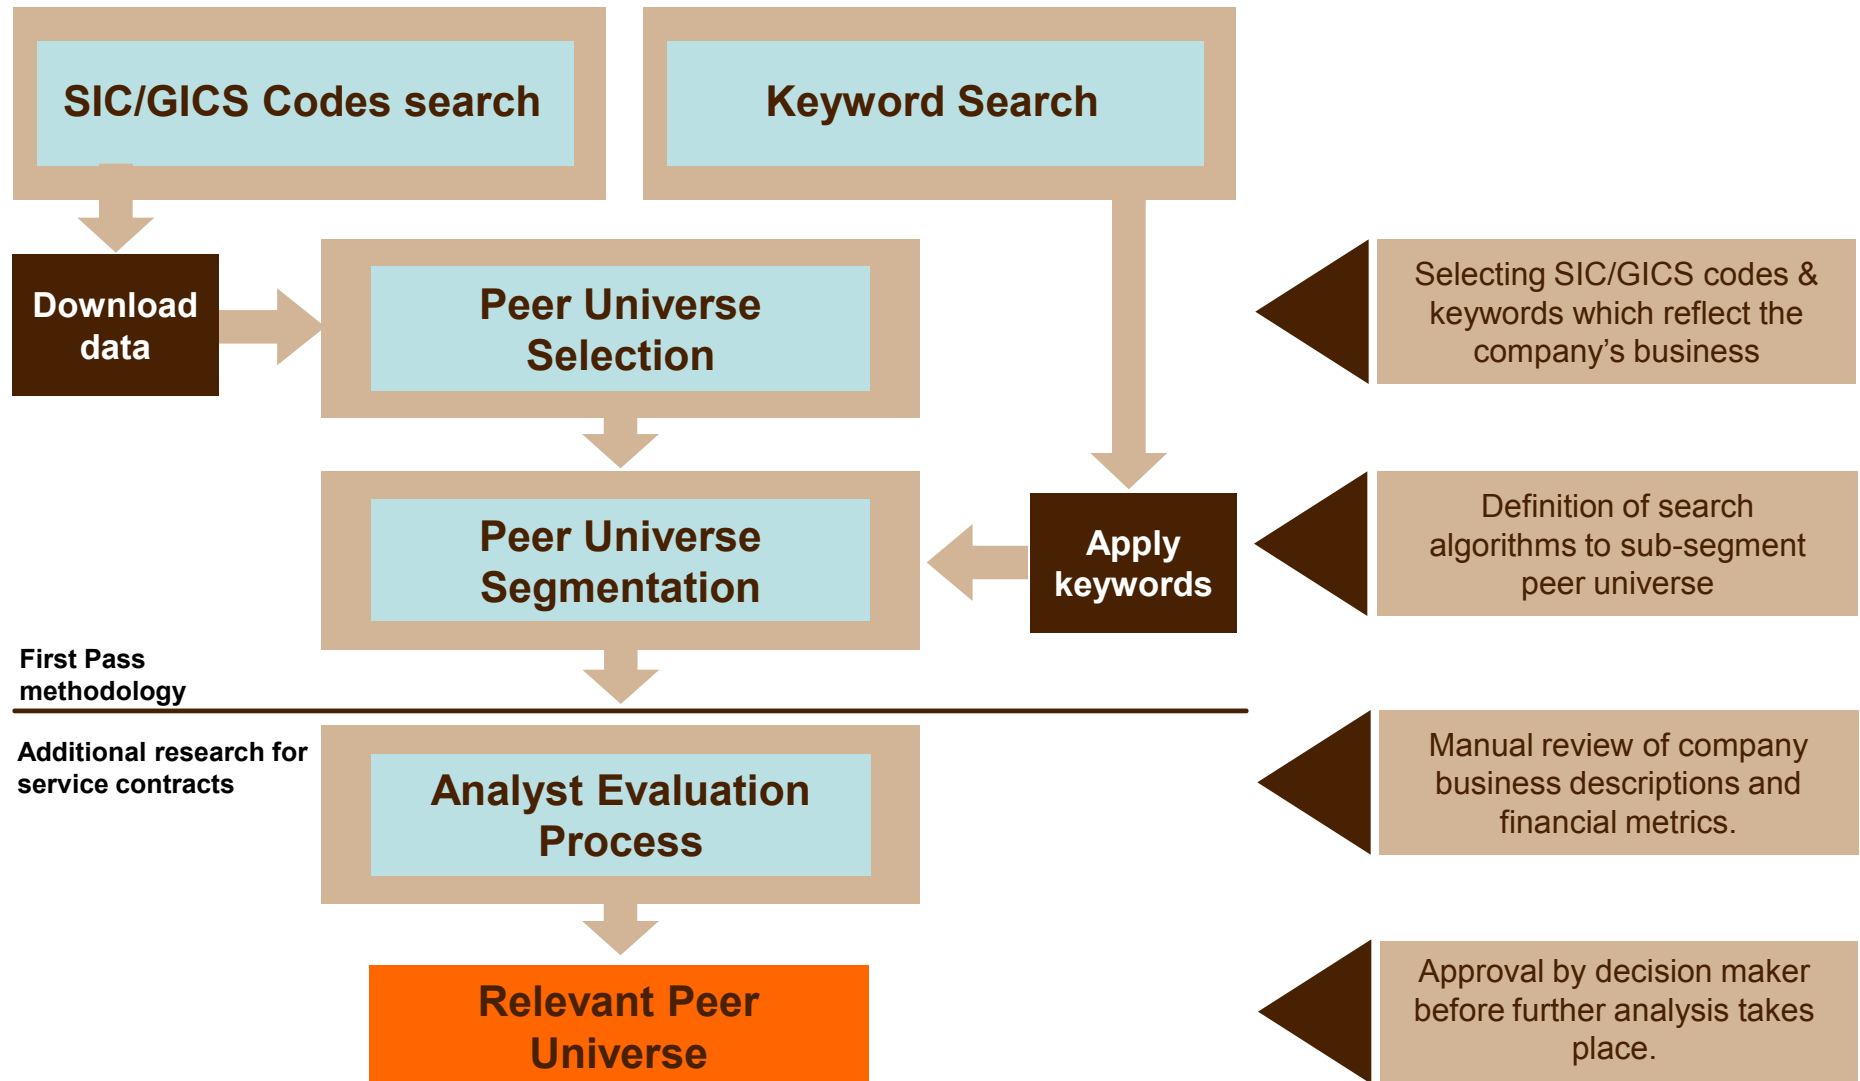 SIC/GICS Codes search
Keyword Search
Download
data
Peer Universe
Selection
Selecting SIC/GICS codes &
keywords which reflect the
company's business
Peer Universe
Segmentation
Apply
keywords
Definition of search
algorithms to sub-segment
peer universe
First Pass
methodology
Additional research for
service contracts
Analyst Evaluation
Process
Manual review of company
business descriptions and
financial metrics.
Relevant Peer
Universe
Approval by decision maker
before further analysis takes
place.